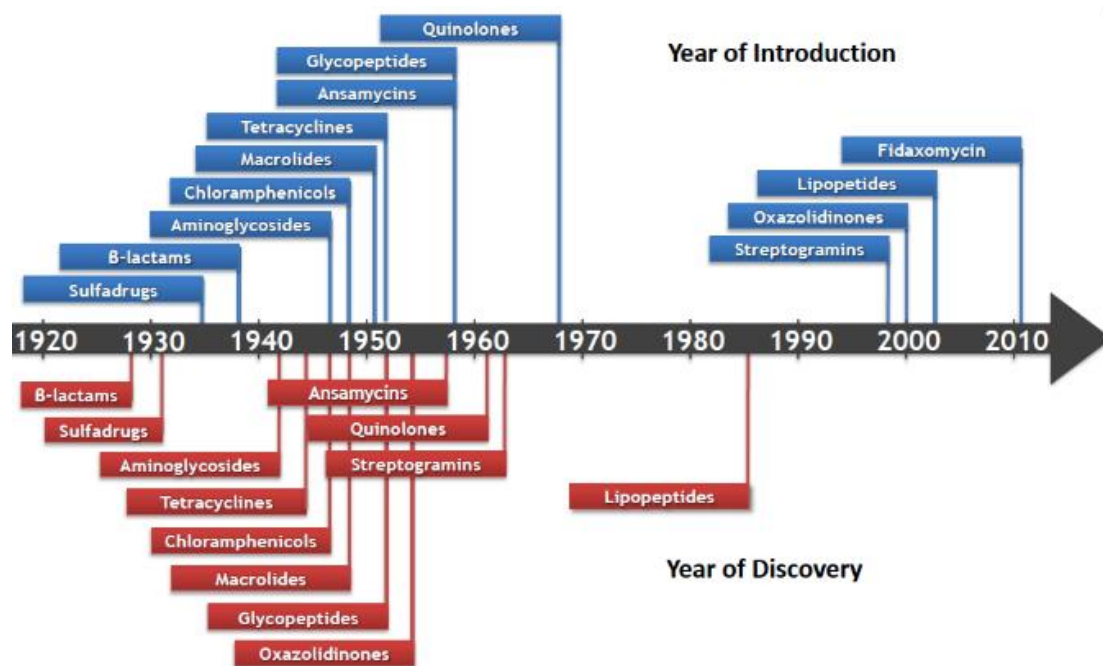 Quinolones
Year of Introduction
Glycopeptides
Ansamycins
Tetracyclines
Macrolides
Fidaxomycin
Chloramphenicols
Lipopetides
Aminoglycosides
Oxazolidinones
ß-lactams
Streptogramins
Sulfadrugs
1920 1930 1940 1950 1960 1970 1980 1990 2000 2010
ß-lactams
Ansamycins
Sulfadrugs
Quinolones
Aminoglycosides
Streptogramins
Tetracyclines
Lipopeptides
Chloramphenicols
Macrolides
Year of Discovery
Glycopeptides
Oxazolidinones